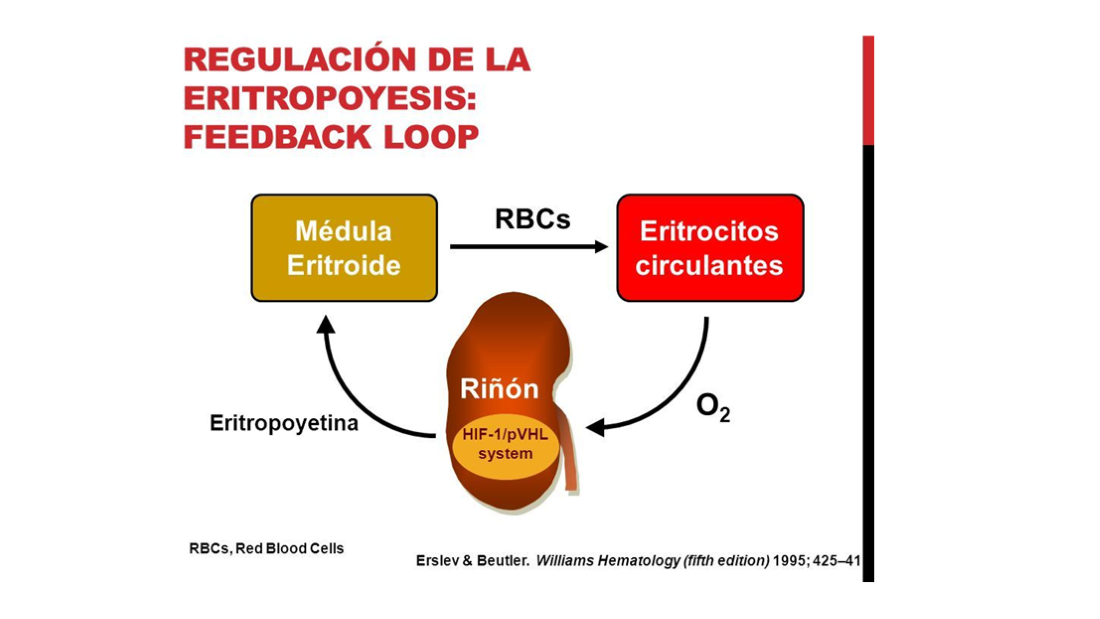 REGULACIÓN DE LA
ERITROPOYESIS:
FEEDBACK LOOP
Médula
Eritroide
RBCs
Eritrocitos
circulantes
Riñón
HIF-1/pVHL
system
Eritropoyetina
O₂
RBCs, Red Blood Cells
Erslev & Beutler. Williams Hematology (fifth edition) 1995; 425–41